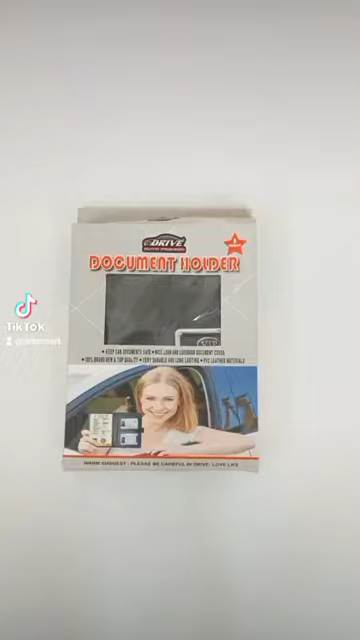 DRIVE
DOCUMENT HOLDER
• KEEP CAR DOCUMENTS SAFE • NICE LOOK AND LUXURIOUS DOCUMENT COVER
• 100% BRAND NEW & TOP QUALITY • VERY DURABLE AND LONG LASTING • PVC LEATHER MATERIALS
TikTok
WARM SUGGEST : PLEASE BE CAREFUL IN DRIVE. LOVE LIFE